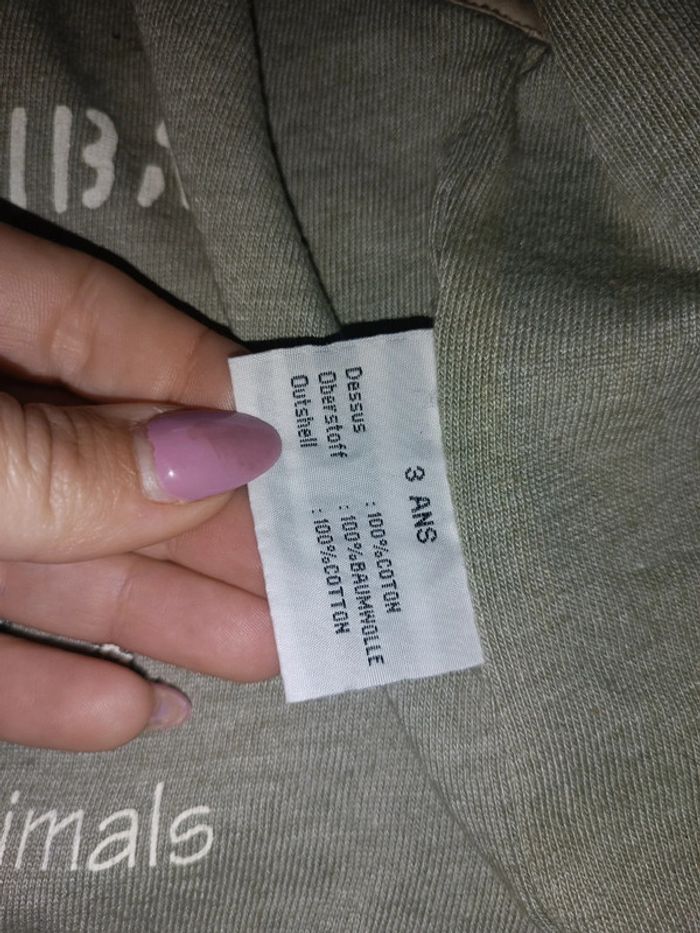 3 ANS
Dessus : 100%COTON
Oberstoff : 100%BAUMWOLLE
Outshell : 100%COTTON
imals